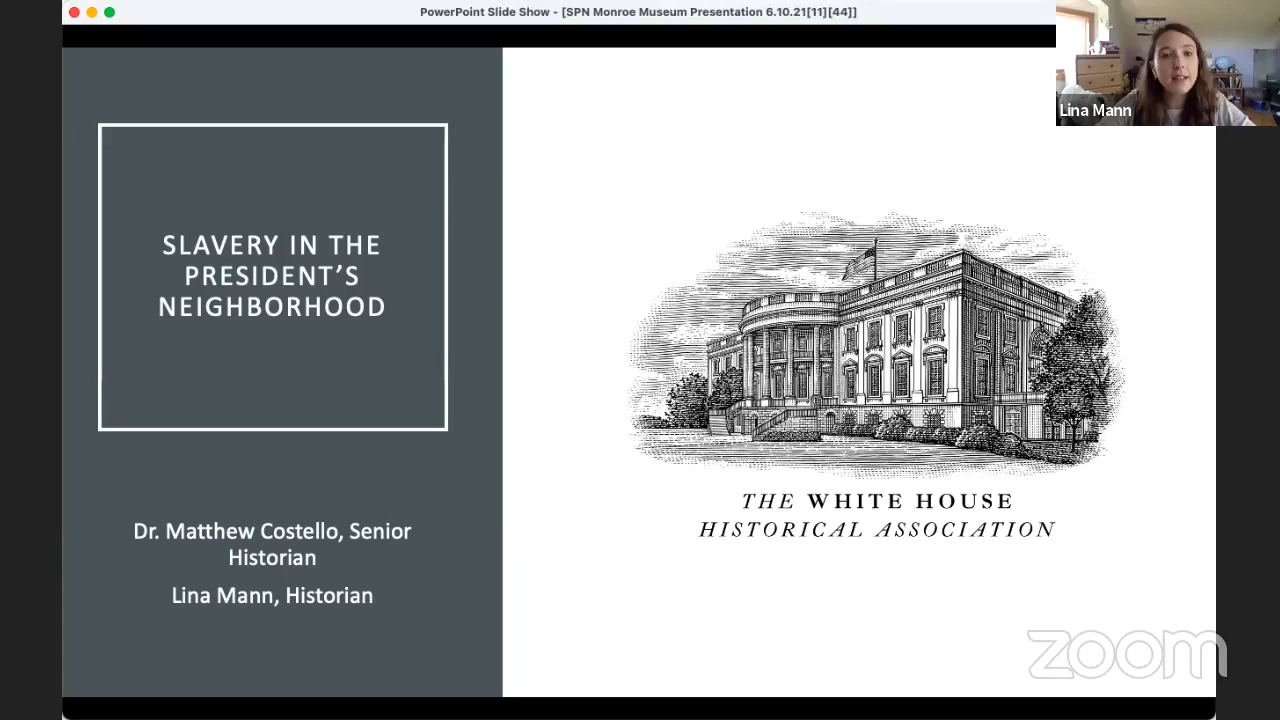 PowerPoint Slide Show - [SPN Monroe Museum Presentation 6.10.21[11][44]]
Lina Mann
SLAVERY IN THE
PRESIDENT’S
NEIGHBORHOOD
Dr. Matthew Costello, Senior
Historian
Lina Mann, Historian
THE WHITE HOUSE
HISTORICAL ASSOCIATION
zoom